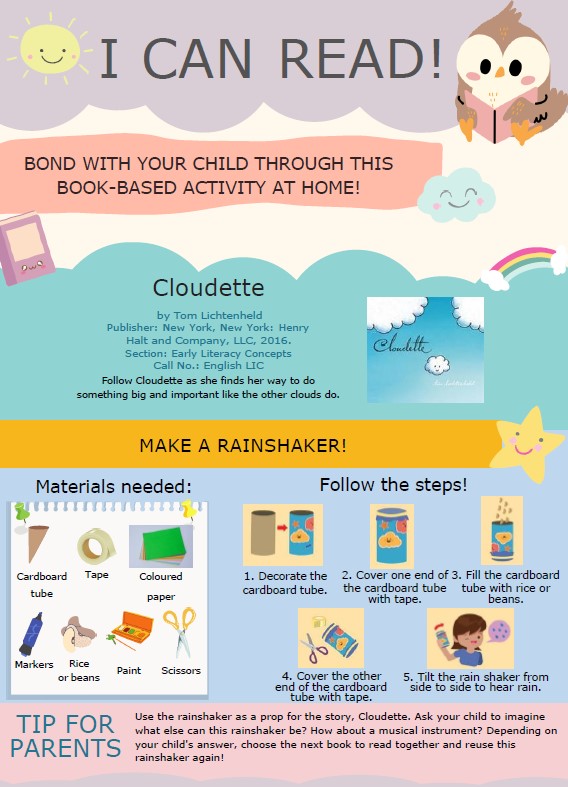 I CAN READ!
BOND WITH YOUR CHILD THROUGH THIS
BOOK-BASED ACTIVITY AT HOME!
Cloudette
by Tom Lichtenheld
Publisher: New York, New York: Henry
Halt and Company, LLC, 2016.
Section: Early Literacy Concepts
Call No.: English LIC
Follow Cloudette as she finds her way to do
something big and important like the other clouds do.
Cloudette
tom lichtenheld
MAKE A RAINSHAKER!
Materials needed:
Cardboard
tube
Tape
Coloured
paper
Markers
Rice
or beans
Paint
Scissors
Follow the steps!
1. Decorate the
cardboard tube.
2. Cover one end of
the cardboard tube
with tape.
3. Fill the cardboard
tube with rice or
beans.
4. Cover the other
end of the cardboard
tube with tape.
5. Tilt the rain shaker from
side to side to hear rain.
TIP FOR
PARENTS
Use the rainshaker as a prop for the story, Cloudette. Ask your child to imagine
what else can this rainshaker be? How about a musical instrument? Depending on
your child's answer, choose the next book to read together and reuse this
rainshaker again!